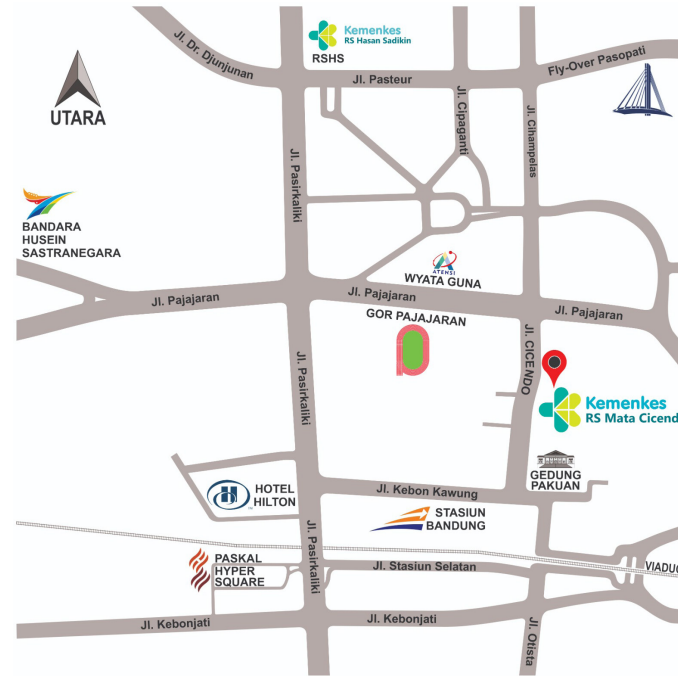 Jl. Dr. Djunjunan
Kemenkes
RS Hasan Sadikin
RSHS
Jl. Pasteur
Fly-Over Pasopati
UTARA
Jl. Cipaganti
Jl. Cihampelas
Jl. Pasirkaliki
BANDARA
HUSEIN
SASTRANEGARA
ATENSI
WYATA GUNA
Jl. Pajajaran
Jl. Pajajaran
Jl. Pajajaran
GOR PAJAJARAN
Jl. CICENDO
Jl. Pasirkaliki
Kemenkes
RS Mata Cicend
GEDUNG
PAKUAN
HOTEL
HILTON
Jl. Kebon Kawung
STASIUN
BANDUNG
Jl. Pasirkaliki
PASKAL
HYPER
SQUARE
Jl. Stasiun Selatan
VIADUC
Jl. Kebonjati
Jl. Kebonjati
Jl. Otista